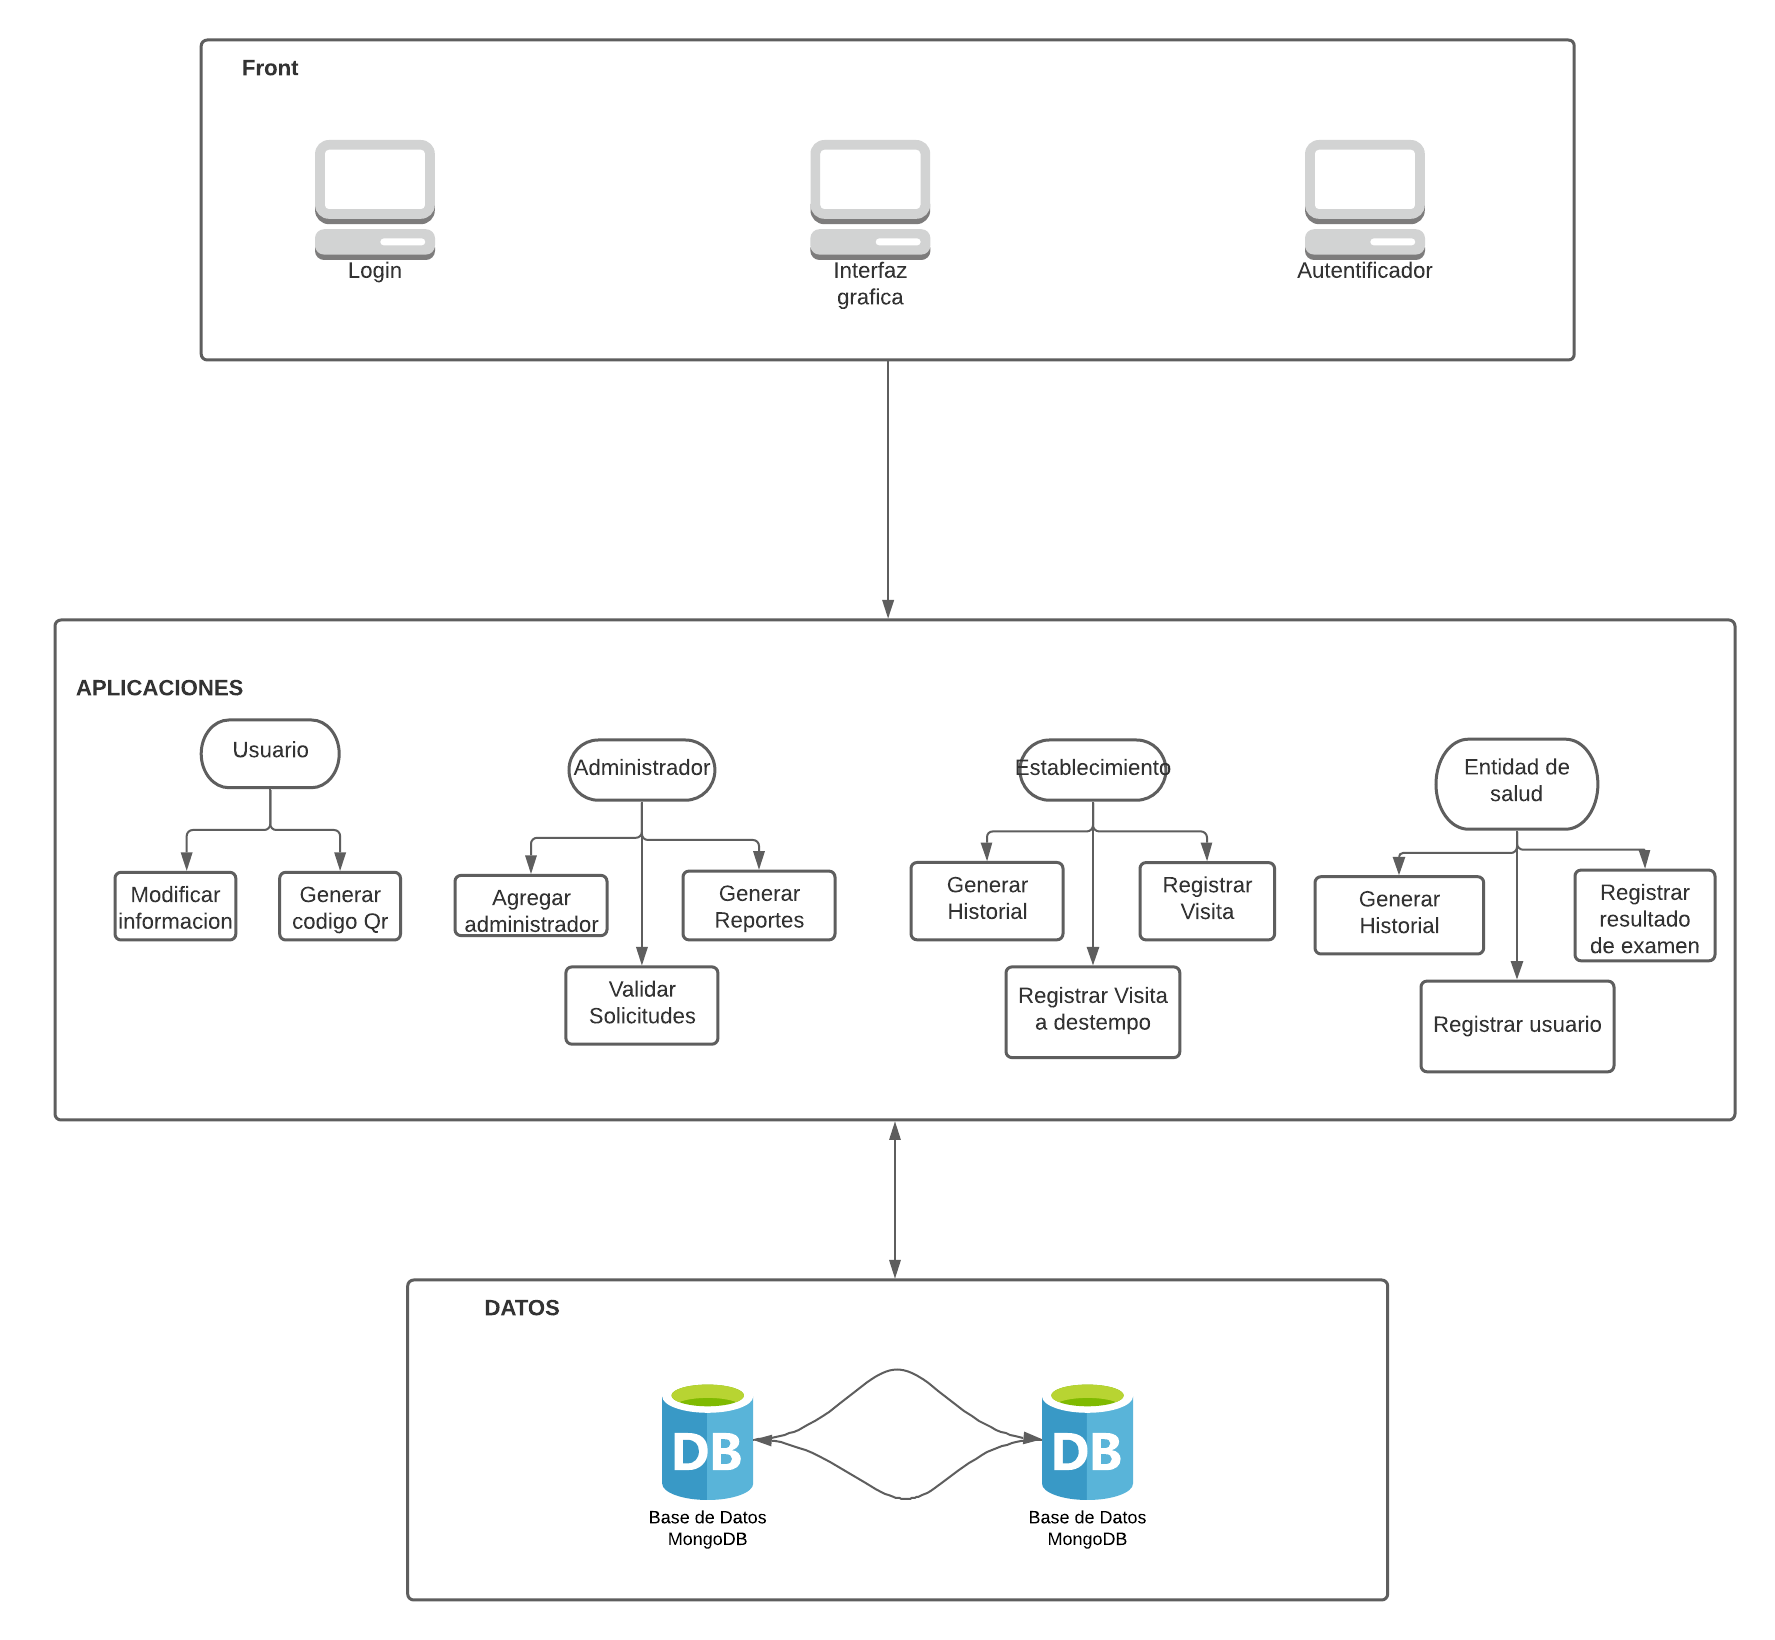 Front
Login
Interfaz
grafica
Autentificador
APLICACIONES
Usuario
Modificar
informacion
Generar
codigo Qr
Administrador
Agregar
administrador
Generar
Reportes
Validar
Solicitudes
Establecimiento
Generar
Historial
Registrar
Visita
Registrar Visita
a destempo
Entidad de
salud
Generar
Historial
Registrar
resultado
de examen
Registrar usuario
DATOS
DB
Base de Datos
MongoDB
DB
Base de Datos
MongoDB